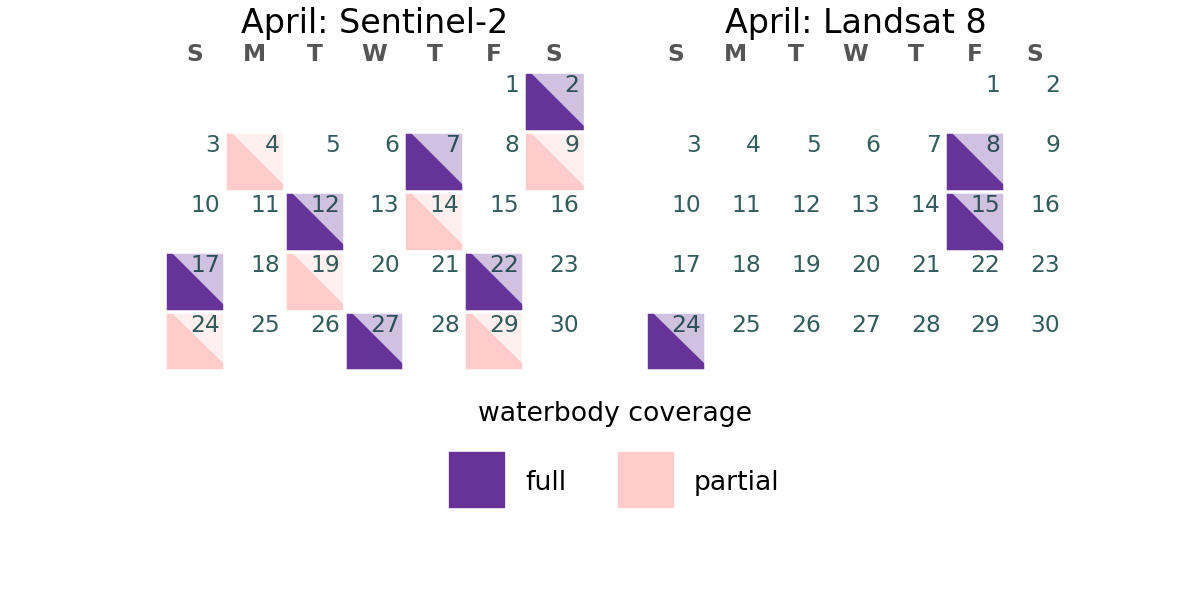 April: Sentinel-2
S M T W T F S
1 2
3 4 5 6 7 8 9
10 11 12 13 14 15 16
17 18 19 20 21 22 23
24 25 26 27 28 29 30
April: Landsat 8
S M T W T F S
1 2
3 4 5 6 7 8 9
10 11 12 13 14 15 16
17 18 19 20 21 22 23
24 25 26 27 28 29 30
waterbody coverage
full partial